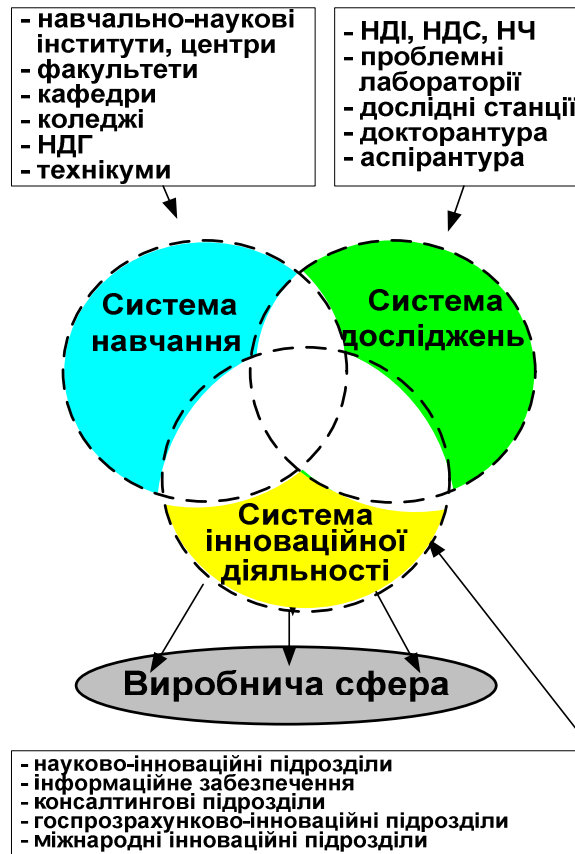 - навчально-наукові
інститути, центри
- факультети
- кафедри
- коледжі
- НДГ
- технікуми
- НДІ, НДС, НЧ
- проблемні
лабораторії
- дослідні станції
- докторантура
- аспірантура
Система
навчання
Система
досліджень
Система
інноваційної
діяльності
Виробнича сфера
- науково-інноваційні підрозділи
- інформаційне забезпечення
- консалтингові підрозділи
- госпрозрахунково-інноваційні підрозділи
- міжнародні інноваційні підрозділи